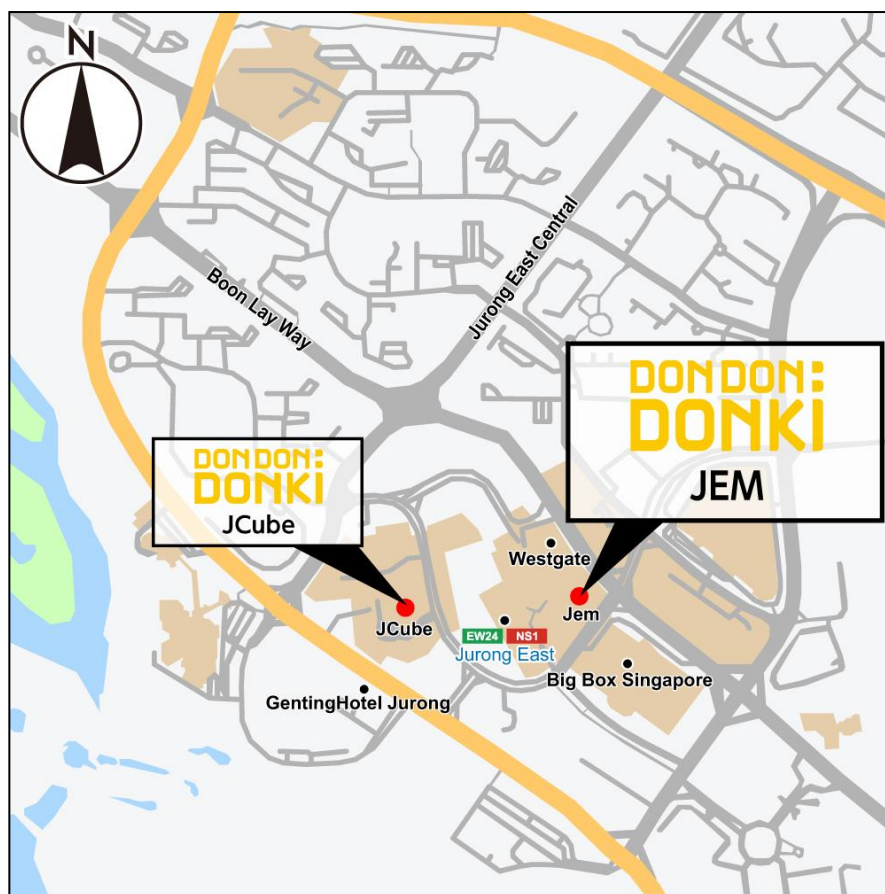 N
Boon Lay Way
Jurong East Central
DON DON:
DONKI
JEM
DON DON:
DONKI
JCube
Westgate
Jem
JCube
EW24 NS1
Jurong East
Big Box Singapore
GentingHotel Jurong